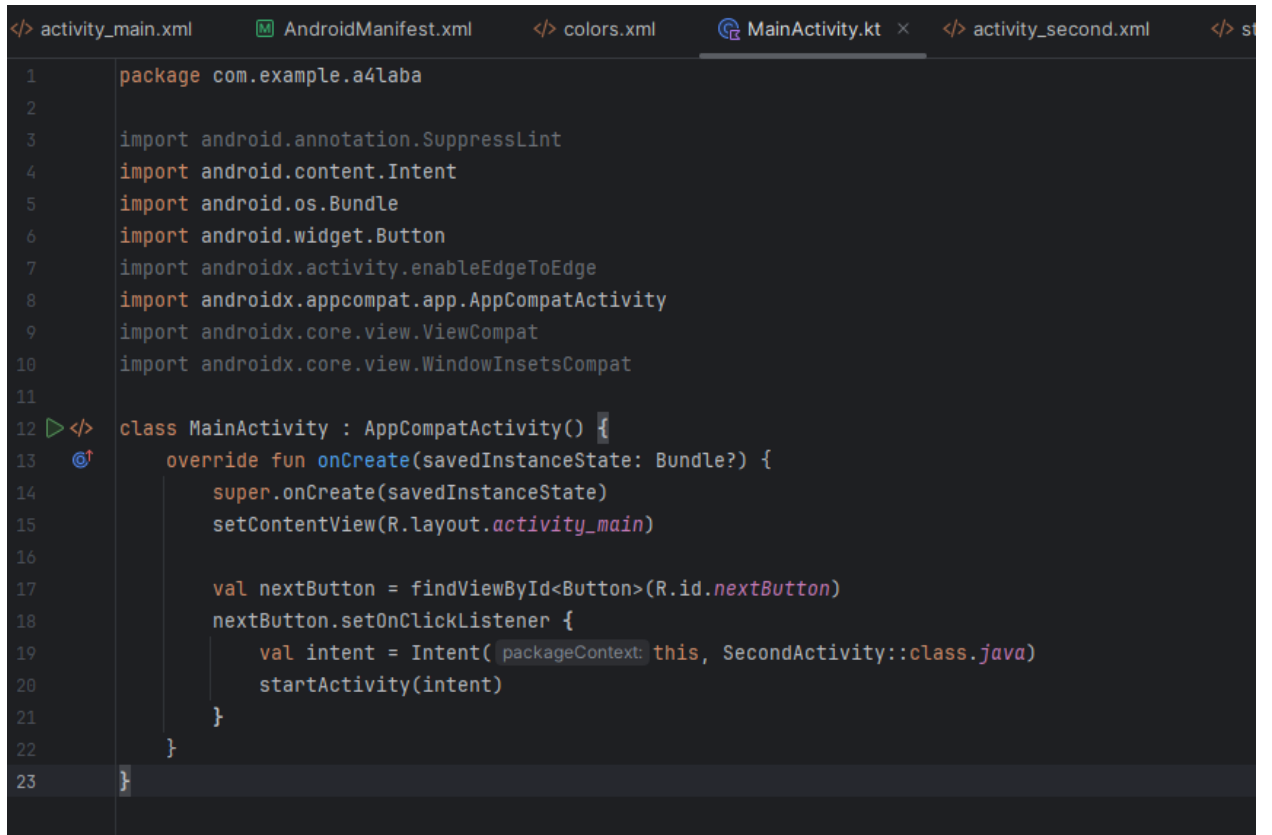 activity_main.xml AndroidManifest.xml colors.xml MainActivity.kt activity_second.xml st
1 package com.example.a4laba
2
3 import android.annotation.SuppressLint
4 import android.content.Intent
5 import android.os.Bundle
6 import android.widget.Button
7 import androidx.activity.enableEdgeToEdge
8 import androidx.appcompat.app.AppCompatActivity
9 import androidx.core.view.ViewCompat
10 import androidx.core.view.WindowInsetsCompat
11
12 class MainActivity : AppCompatActivity() {
13 override fun onCreate(savedInstanceState: Bundle?) {
14 super.onCreate(savedInstanceState)
15 setContentView(R.layout.activity_main)
16
17 val nextButton = findViewById<Button>(R.id.nextButton)
18 nextButton.setOnClickListener {
19 val intent = Intent( packageContext: this, SecondActivity::class.java)
20 startActivity(intent)
21 }
22 }
23 }